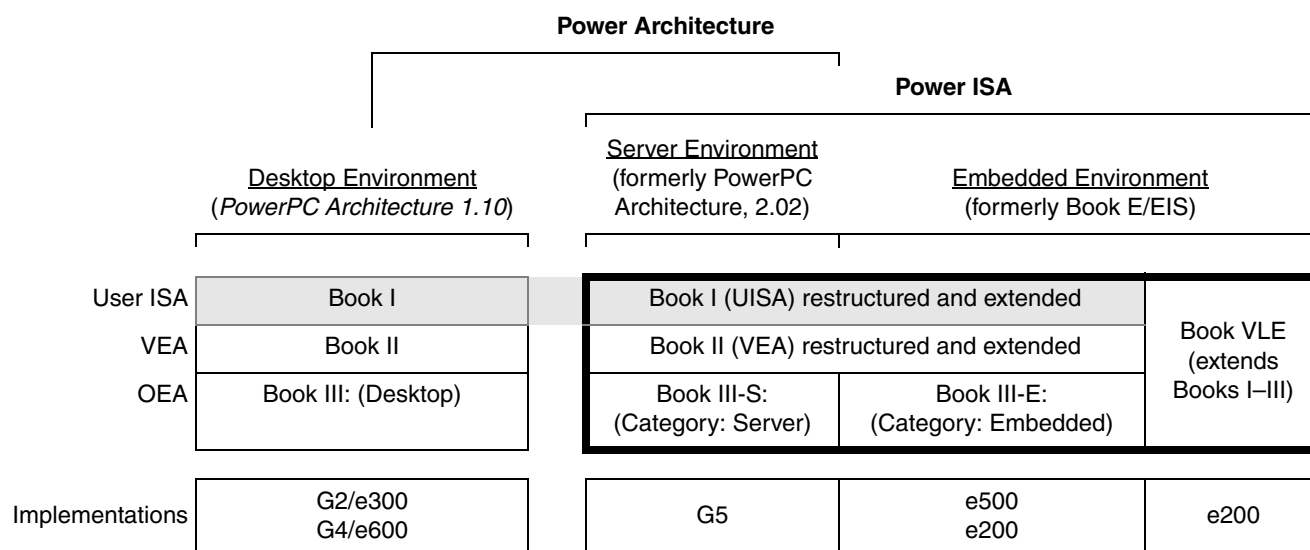 Power Architecture
Power ISA
Desktop Environment
(PowerPC Architecture 1.10)
Server Environment
(formerly PowerPC
Architecture, 2.02)
Embedded Environment
(formerly Book E/EIS)
User ISA
Book I
Book I (UISA) restructured and extended
VEA
Book II
Book II (VEA) restructured and extended
OEA
Book III: (Desktop)
Book III-S:
(Category: Server)
Book III-E:
(Category: Embedded)
Book VLE
(extends
Books I–III)
Implementations
G2/e300
G4/e600
G5
e500
e200
e200